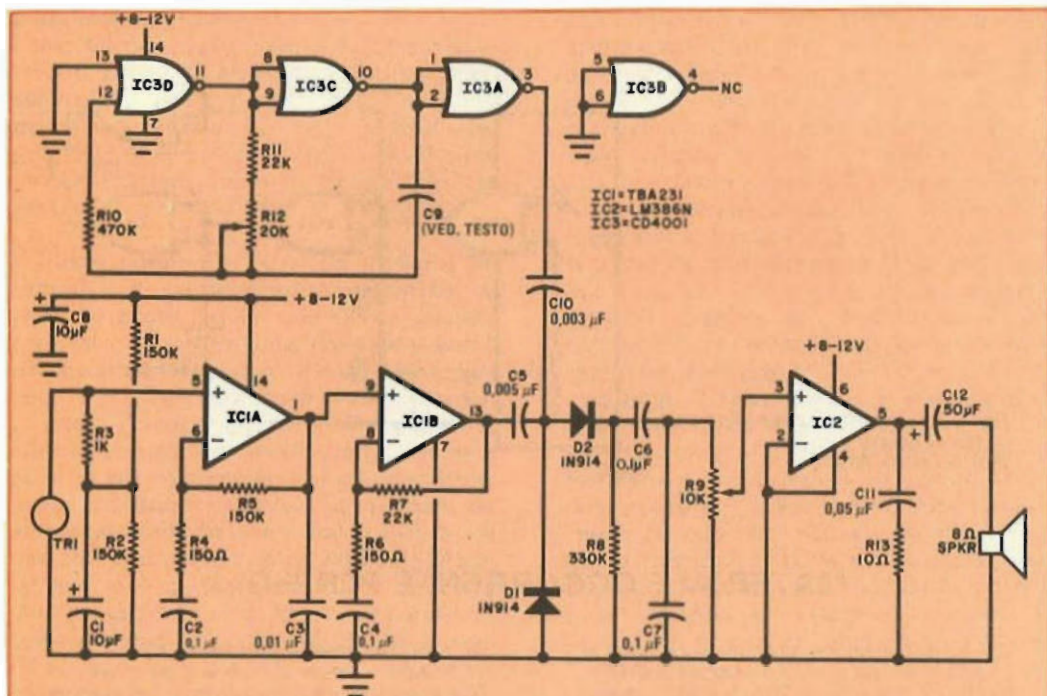 +8-12V
13
14
12
11
7
IC3D
8
9
10
IC3C
1
2
3
IC3A
5
6
4
NC
IC3B
R10
470K
R11
22K
R12
20K
C9
(VED. TESTO)
IC1=TBA231
IC2=LM386N
IC3=CD4001
C10
0,003 µF
+
C8
10µF
+8-12V
R1
150K
R3
1K
TR1
R2
150K
+
C1
10µF
5
+
6
−
14
1
IC1A
R5
150K
R4
150Ω
C2
0,1µF
C3
0,01 µF
9
+
8
−
13
7
IC1B
R7
22K
R6
150Ω
C4
0,1µF
C5
0,005 µF
D2
1N914
C6
0,1µF
D1
1N914
R8
330K
C7
0,1µF
R9
10K
+8-12V
3
+
2
−
6
5
4
IC2
C12
50µF
+
C11
0,05 µF
R13
10Ω
8Ω
SPKR